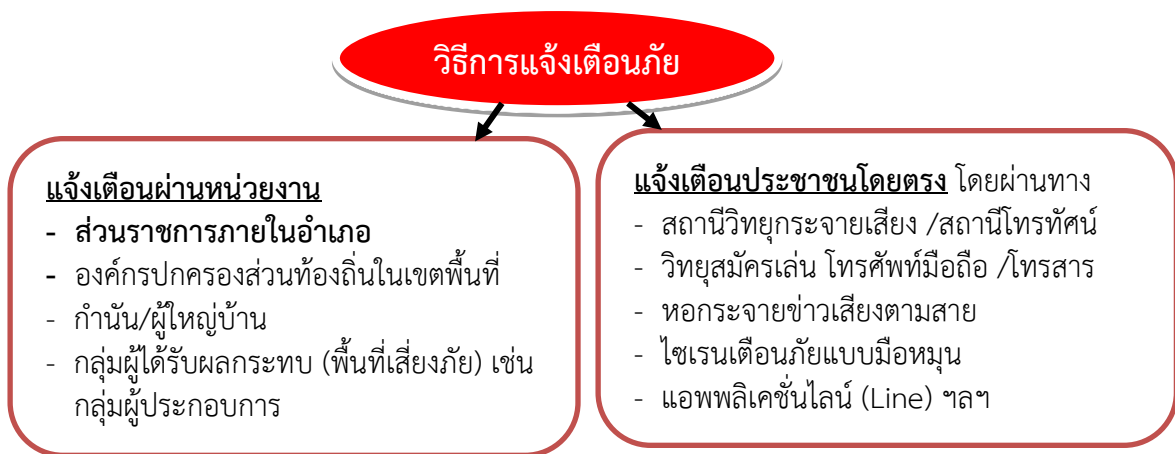 วิธีการแจ้งเตือนภัย
แจ้งเตือนผ่านหน่วยงาน
- ส่วนราชการภายในอำเภอ
- องค์กรปกครองส่วนท้องถิ่นในเขตพื้นที่
- กำนัน/ผู้ใหญ่บ้าน
- กลุ่มผู้ได้รับผลกระทบ (พื้นที่เสี่ยงภัย) เช่น
กลุ่มผู้ประกอบการ
แจ้งเตือนประชาชนโดยตรง โดยผ่านทาง
- สถานีวิทยุกระจายเสียง /สถานีโทรทัศน์
- วิทยุสมัครเล่น โทรศัพท์มือถือ /โทรสาร
- หอกระจายข่าวเสียงตามสาย
- ไซเรนเตือนภัยแบบมือหมุน
- แอพพลิเคชั่นไลน์ (Line) ฯลฯ